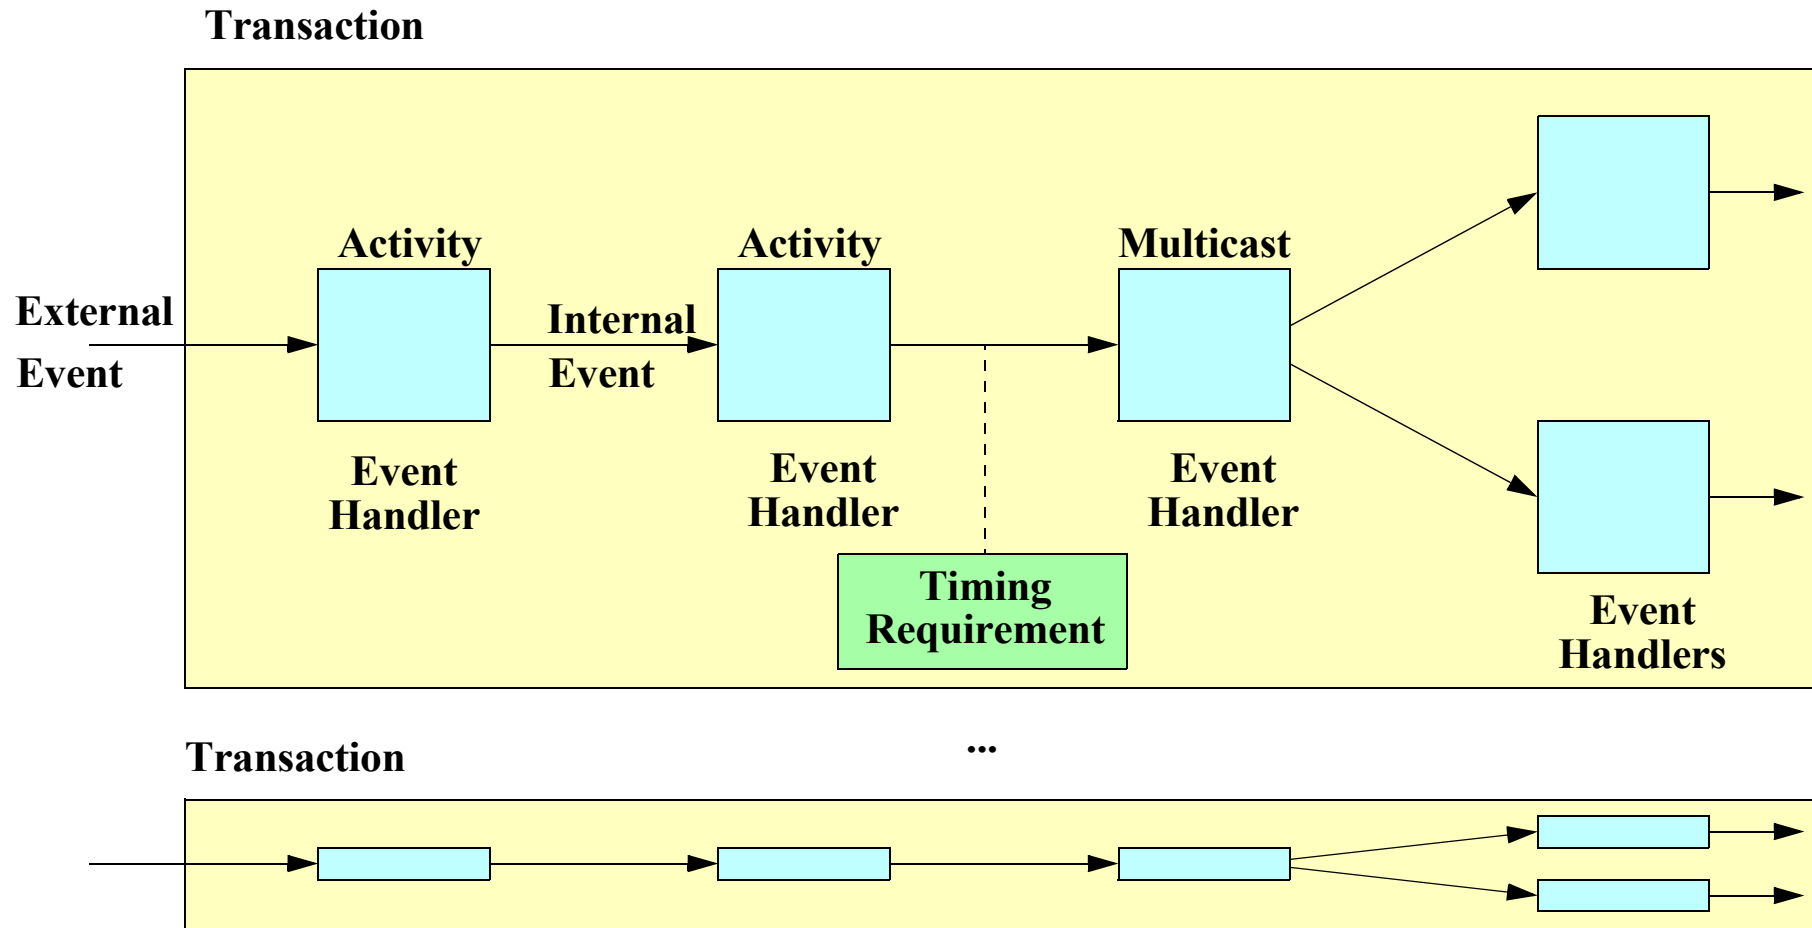 Transaction
Activity
Activity
Multicast
External
Event
Internal
Event
Event
Handler
Event
Handler
Event
Handler
Timing
Requirement
Event
Handlers
Transaction
...